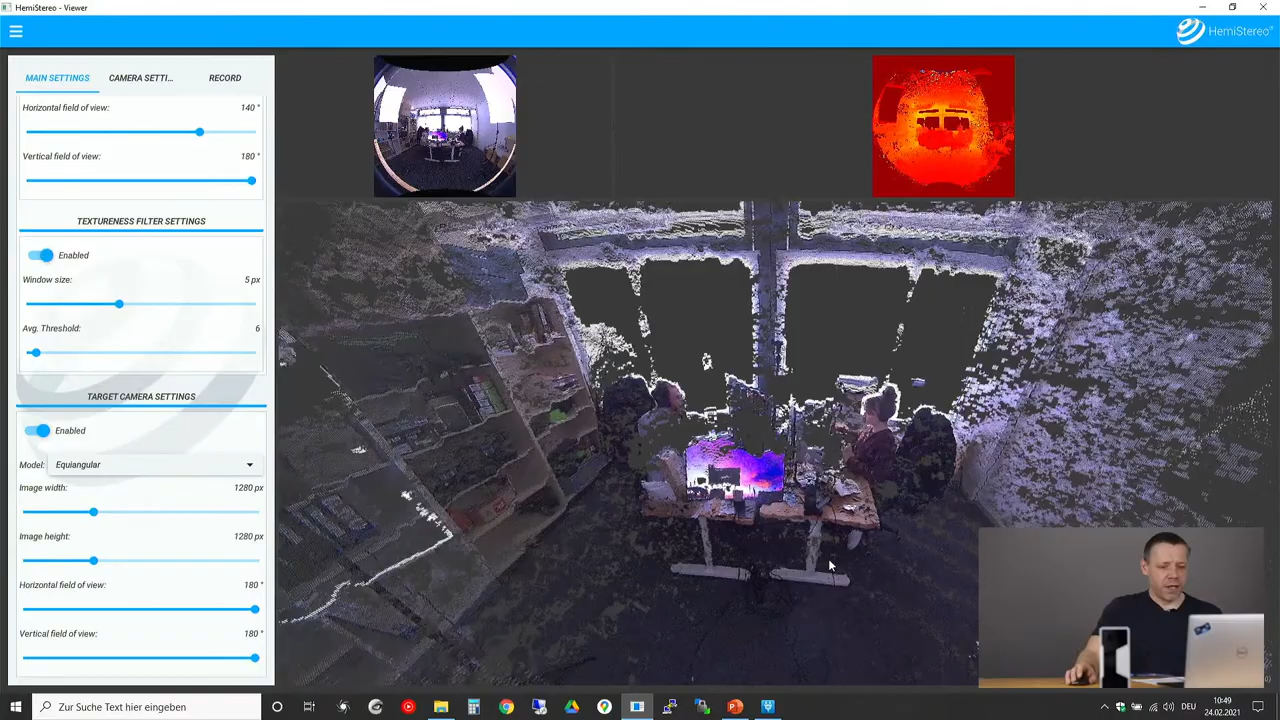 HemiStereo - Viewer
HemiStereo®
MAIN SETTINGS
CAMERA SETTI...
RECORD
Horizontal field of view: 140 °
Vertical field of view: 180 °
TEXTURENESS FILTER SETTINGS
Enabled
Window size: 5 px
Avg. Threshold: 6
TARGET CAMERA SETTINGS
Enabled
Model: Equiangular
Image width: 1280 px
Image height: 1280 px
Horizontal field of view: 180 °
Vertical field of view: 180 °
Zur Suche Text hier eingeben
DEU
10:49
24.02.2021